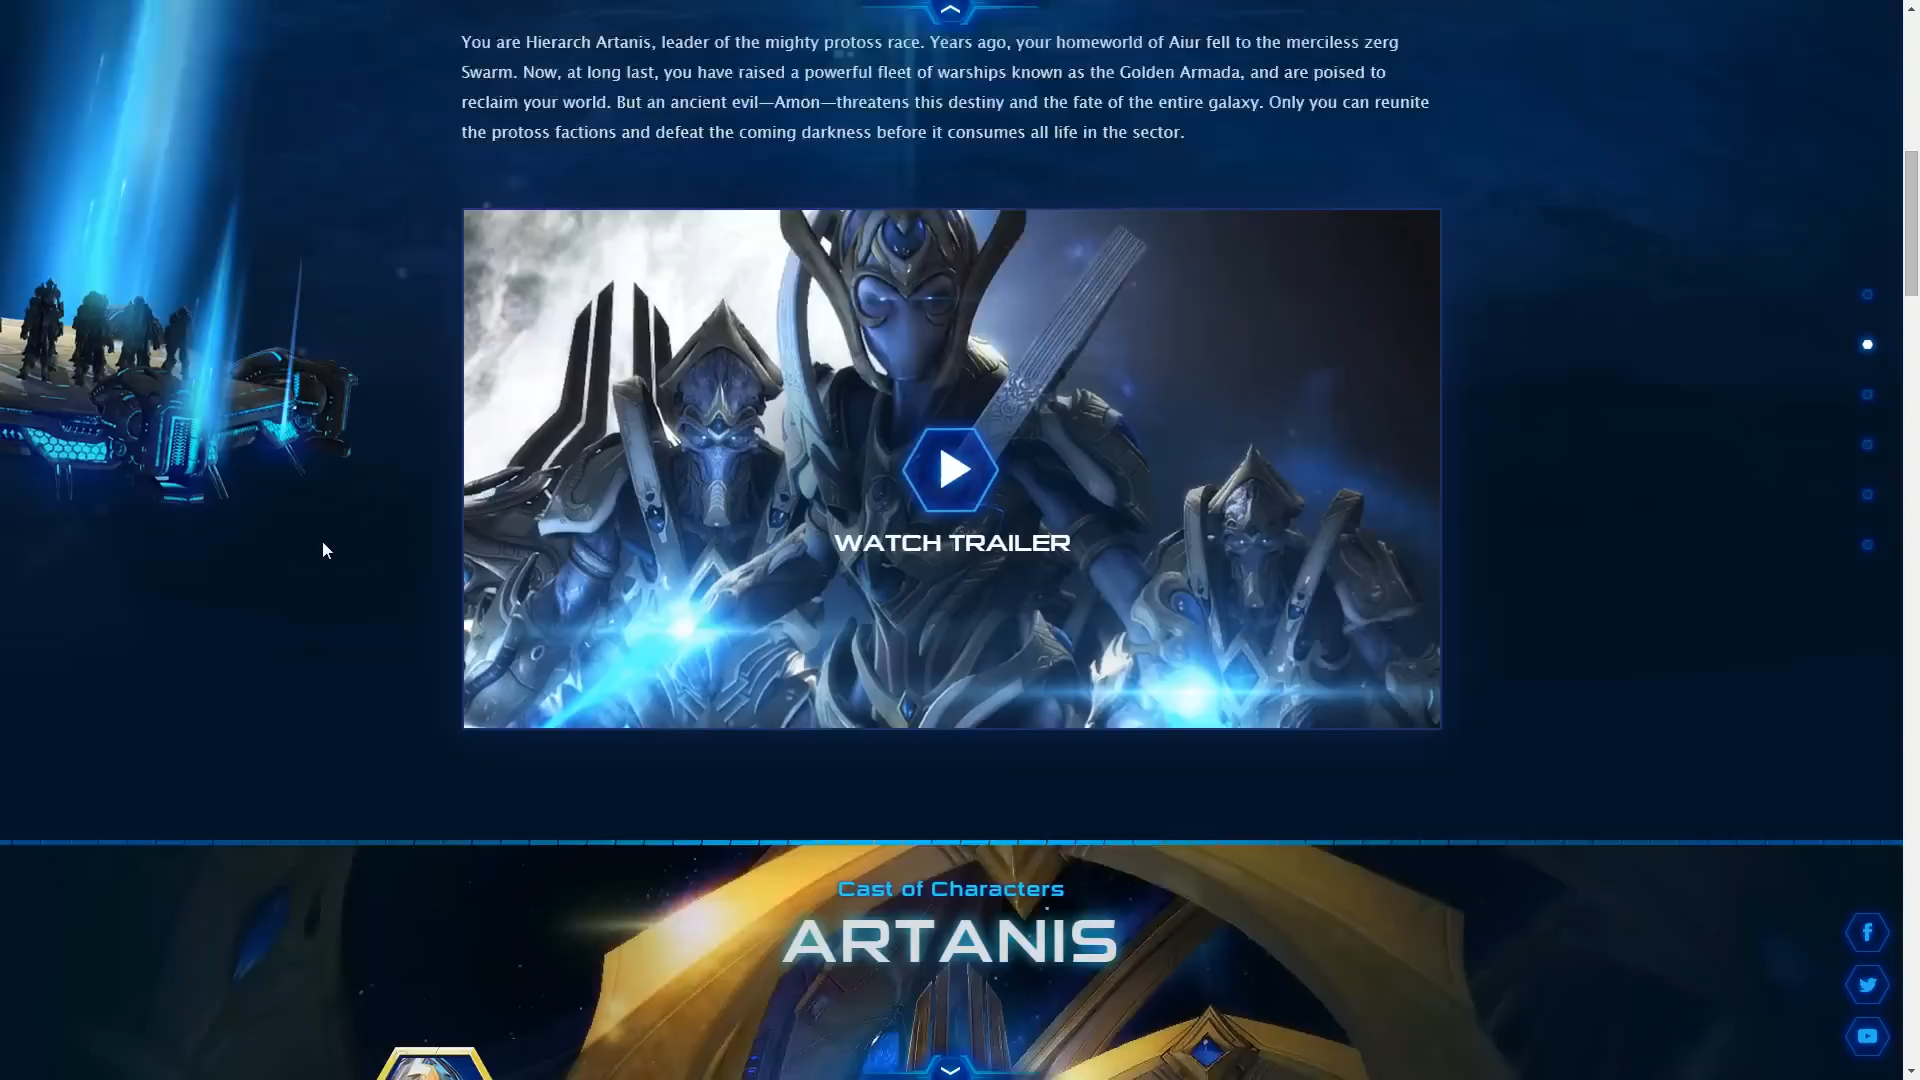 You are Hierarch Artanis, leader of the mighty protoss race. Years ago, your homeworld of Aiur fell to the merciless zerg
Swarm. Now, at long last, you have raised a powerful fleet of warships known as the Golden Armada, and are poised to
reclaim your world. But an ancient evil—Amon—threatens this destiny and the fate of the entire galaxy. Only you can reunite
the protoss factions and defeat the coming darkness before it consumes all life in the sector.
WATCH TRAILER
Cast of Characters
ARTANIS